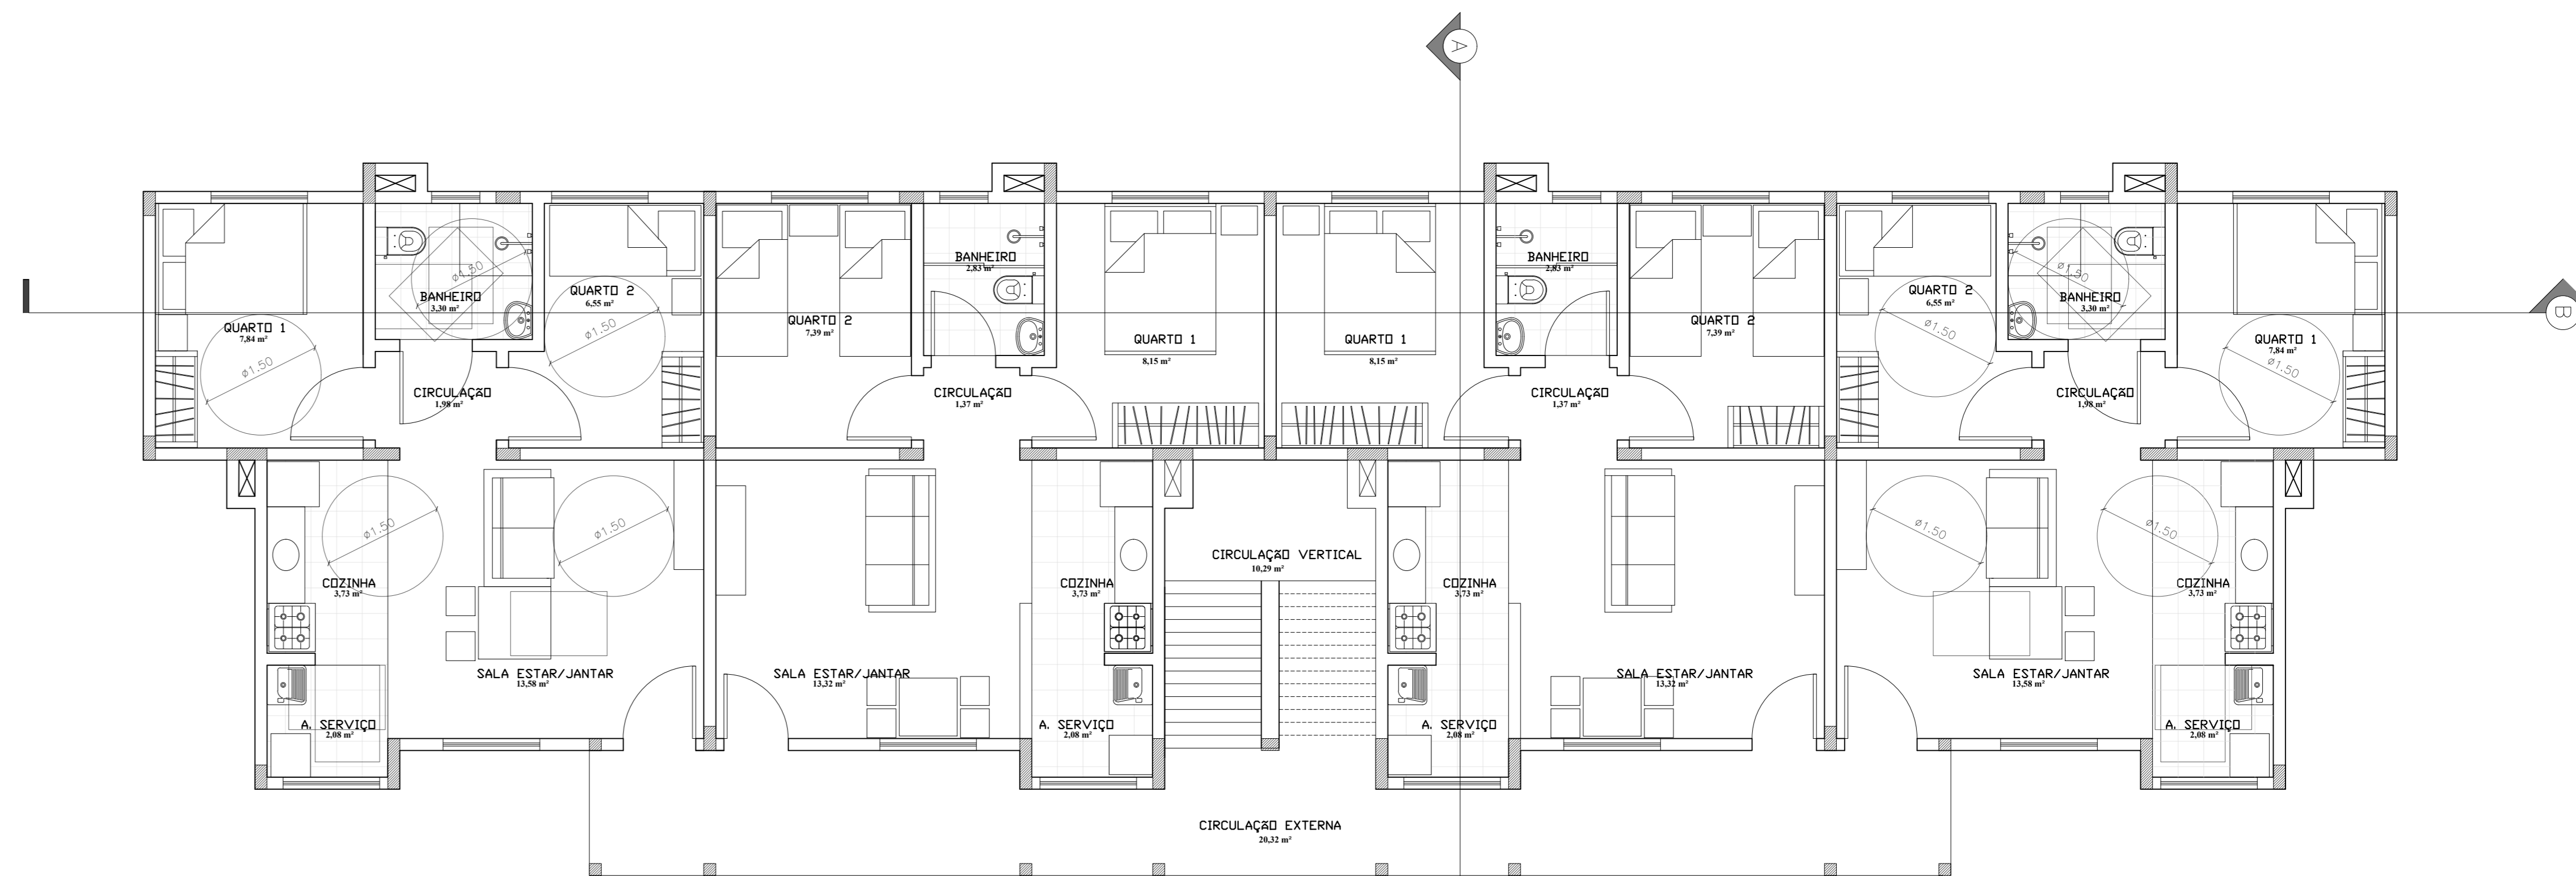 A
B
QUARTO 1
7,84 m²
ø1.50
BANHEIRO
3,30 m²
ø1.50
QUARTO 2
6,55 m²
ø1.50
CIRCULAÇÃO
1,98 m²
QUARTO 2
7,39 m²
BANHEIRO
2,83 m²
CIRCULAÇÃO
1,37 m²
QUARTO 1
8,15 m²
QUARTO 1
8,15 m²
BANHEIRO
2,83 m²
CIRCULAÇÃO
1,37 m²
QUARTO 2
7,39 m²
QUARTO 2
6,55 m²
ø1.50
BANHEIRO
3,30 m²
ø1.50
CIRCULAÇÃO
1,98 m²
QUARTO 1
7,84 m²
ø1.50
ø1.50
ø1.50
COZINHA
3,73 m²
SALA ESTAR/JANTAR
13,58 m²
A. SERVIÇO
2,08 m²
SALA ESTAR/JANTAR
13,32 m²
COZINHA
3,73 m²
A. SERVIÇO
2,08 m²
CIRCULAÇÃO VERTICAL
10,29 m²
COZINHA
3,73 m²
A. SERVIÇO
2,08 m²
SALA ESTAR/JANTAR
13,32 m²
ø1.50
ø1.50
SALA ESTAR/JANTAR
13,58 m²
COZINHA
3,73 m²
A. SERVIÇO
2,08 m²
CIRCULAÇÃO EXTERNA
20,32 m²